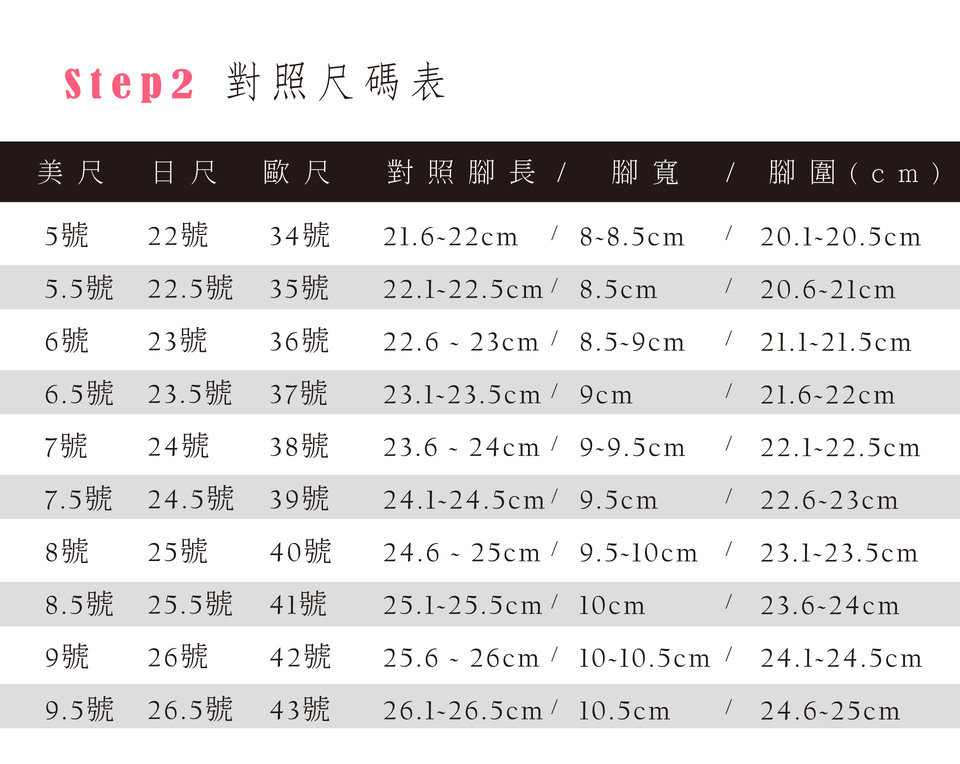 Step2 對照尺碼表
美尺 日尺 歐尺 對照腳長 / 腳寬 / 腳圍(cm)
5號 22號 34號 21.6~22cm / 8~8.5cm / 20.1~20.5cm
5.5號 22.5號 35號 22.1~22.5cm / 8.5cm / 20.6~21cm
6號 23號 36號 22.6 ~ 23cm / 8.5~9cm / 21.1~21.5cm
6.5號 23.5號 37號 23.1~23.5cm / 9cm / 21.6~22cm
7號 24號 38號 23.6 ~ 24cm / 9~9.5cm / 22.1~22.5cm
7.5號 24.5號 39號 24.1~24.5cm / 9.5cm / 22.6~23cm
8號 25號 40號 24.6 ~ 25cm / 9.5~10cm / 23.1~23.5cm
8.5號 25.5號 41號 25.1~25.5cm / 10cm / 23.6~24cm
9號 26號 42號 25.6 ~ 26cm / 10~10.5cm / 24.1~24.5cm
9.5號 26.5號 43號 26.1~26.5cm / 10.5cm / 24.6~25cm